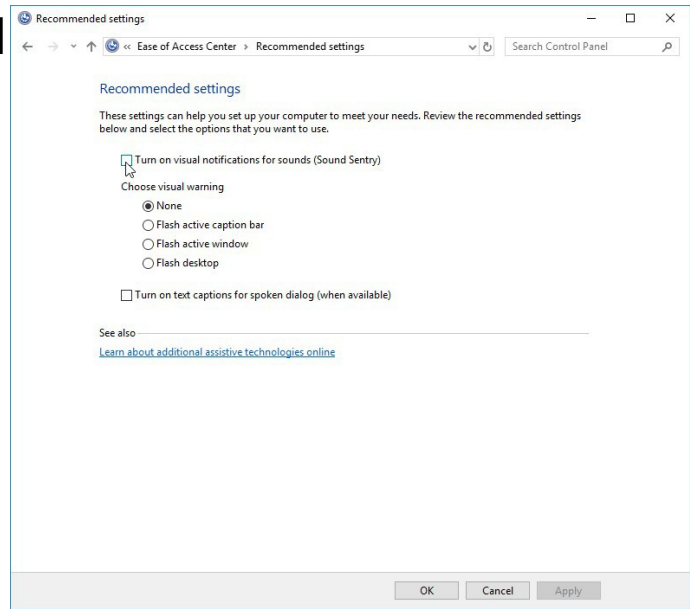 Recommended settings
« Ease of Access Center › Recommended settings
Search Control Panel
Recommended settings
These settings can help you set up your computer to meet your needs. Review the recommended settings
below and select the options that you want to use.
Turn on visual notifications for sounds (Sound Sentry)
Choose visual warning
None
Flash active caption bar
Flash active window
Flash desktop
Turn on text captions for spoken dialog (when available)
See also
Learn about additional assistive technologies online
OK Cancel Apply